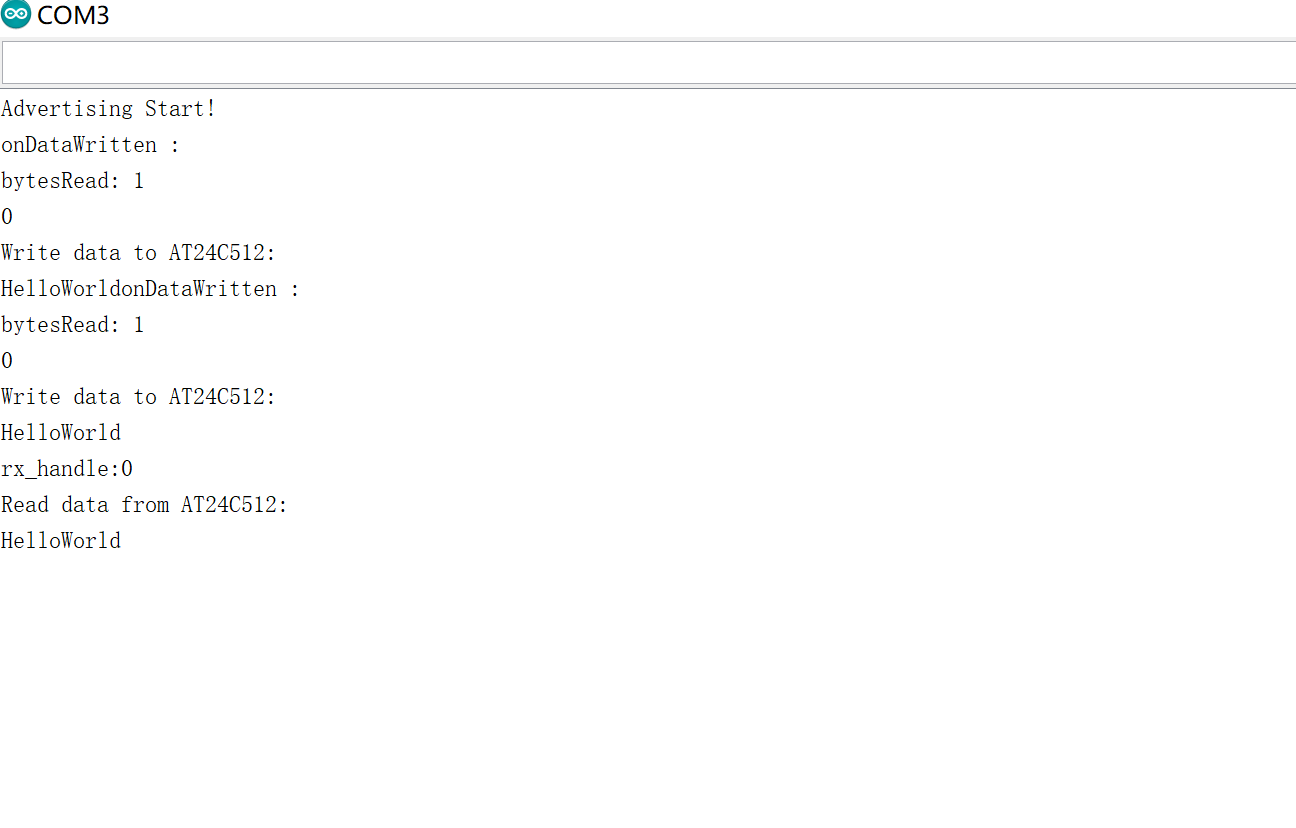 COM3
Advertising Start!
onDataWritten :
bytesRead: 1
0
Write data to AT24C512:
HelloWorldonDataWritten :
bytesRead: 1
0
Write data to AT24C512:
HelloWorld
rx_handle:0
Read data from AT24C512:
HelloWorld